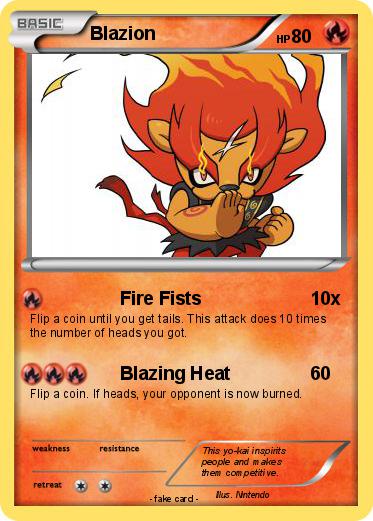 BASIC
Blazion
HP80
Fire Fists 10x
Flip a coin until you get tails. This attack does 10 times
the number of heads you got.
Blazing Heat 60
Flip a coin. If heads, your opponent is now burned.
weakness resistance
retreat
This yo-kai inspirits
people and makes
them competitive.
- fake card -
Illus. Nintendo